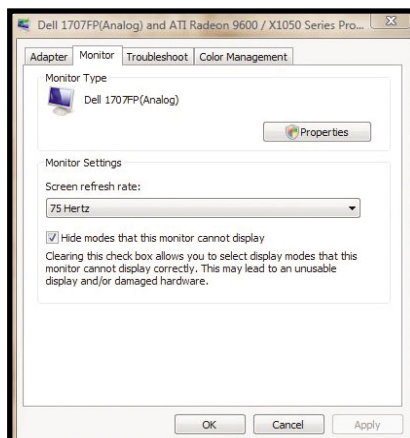 Dell 1707FP(Analog) and ATI Radeon 9600 / X1050 Series Pro...
Adapter Monitor Troubleshoot Color Management
Monitor Type
Dell 1707FP(Analog)
Properties
Monitor Settings
Screen refresh rate:
75 Hertz
Hide modes that this monitor cannot display
Clearing this check box allows you to select display modes that this
monitor cannot display correctly. This may lead to an unusable
display and/or damaged hardware.
OK Cancel Apply